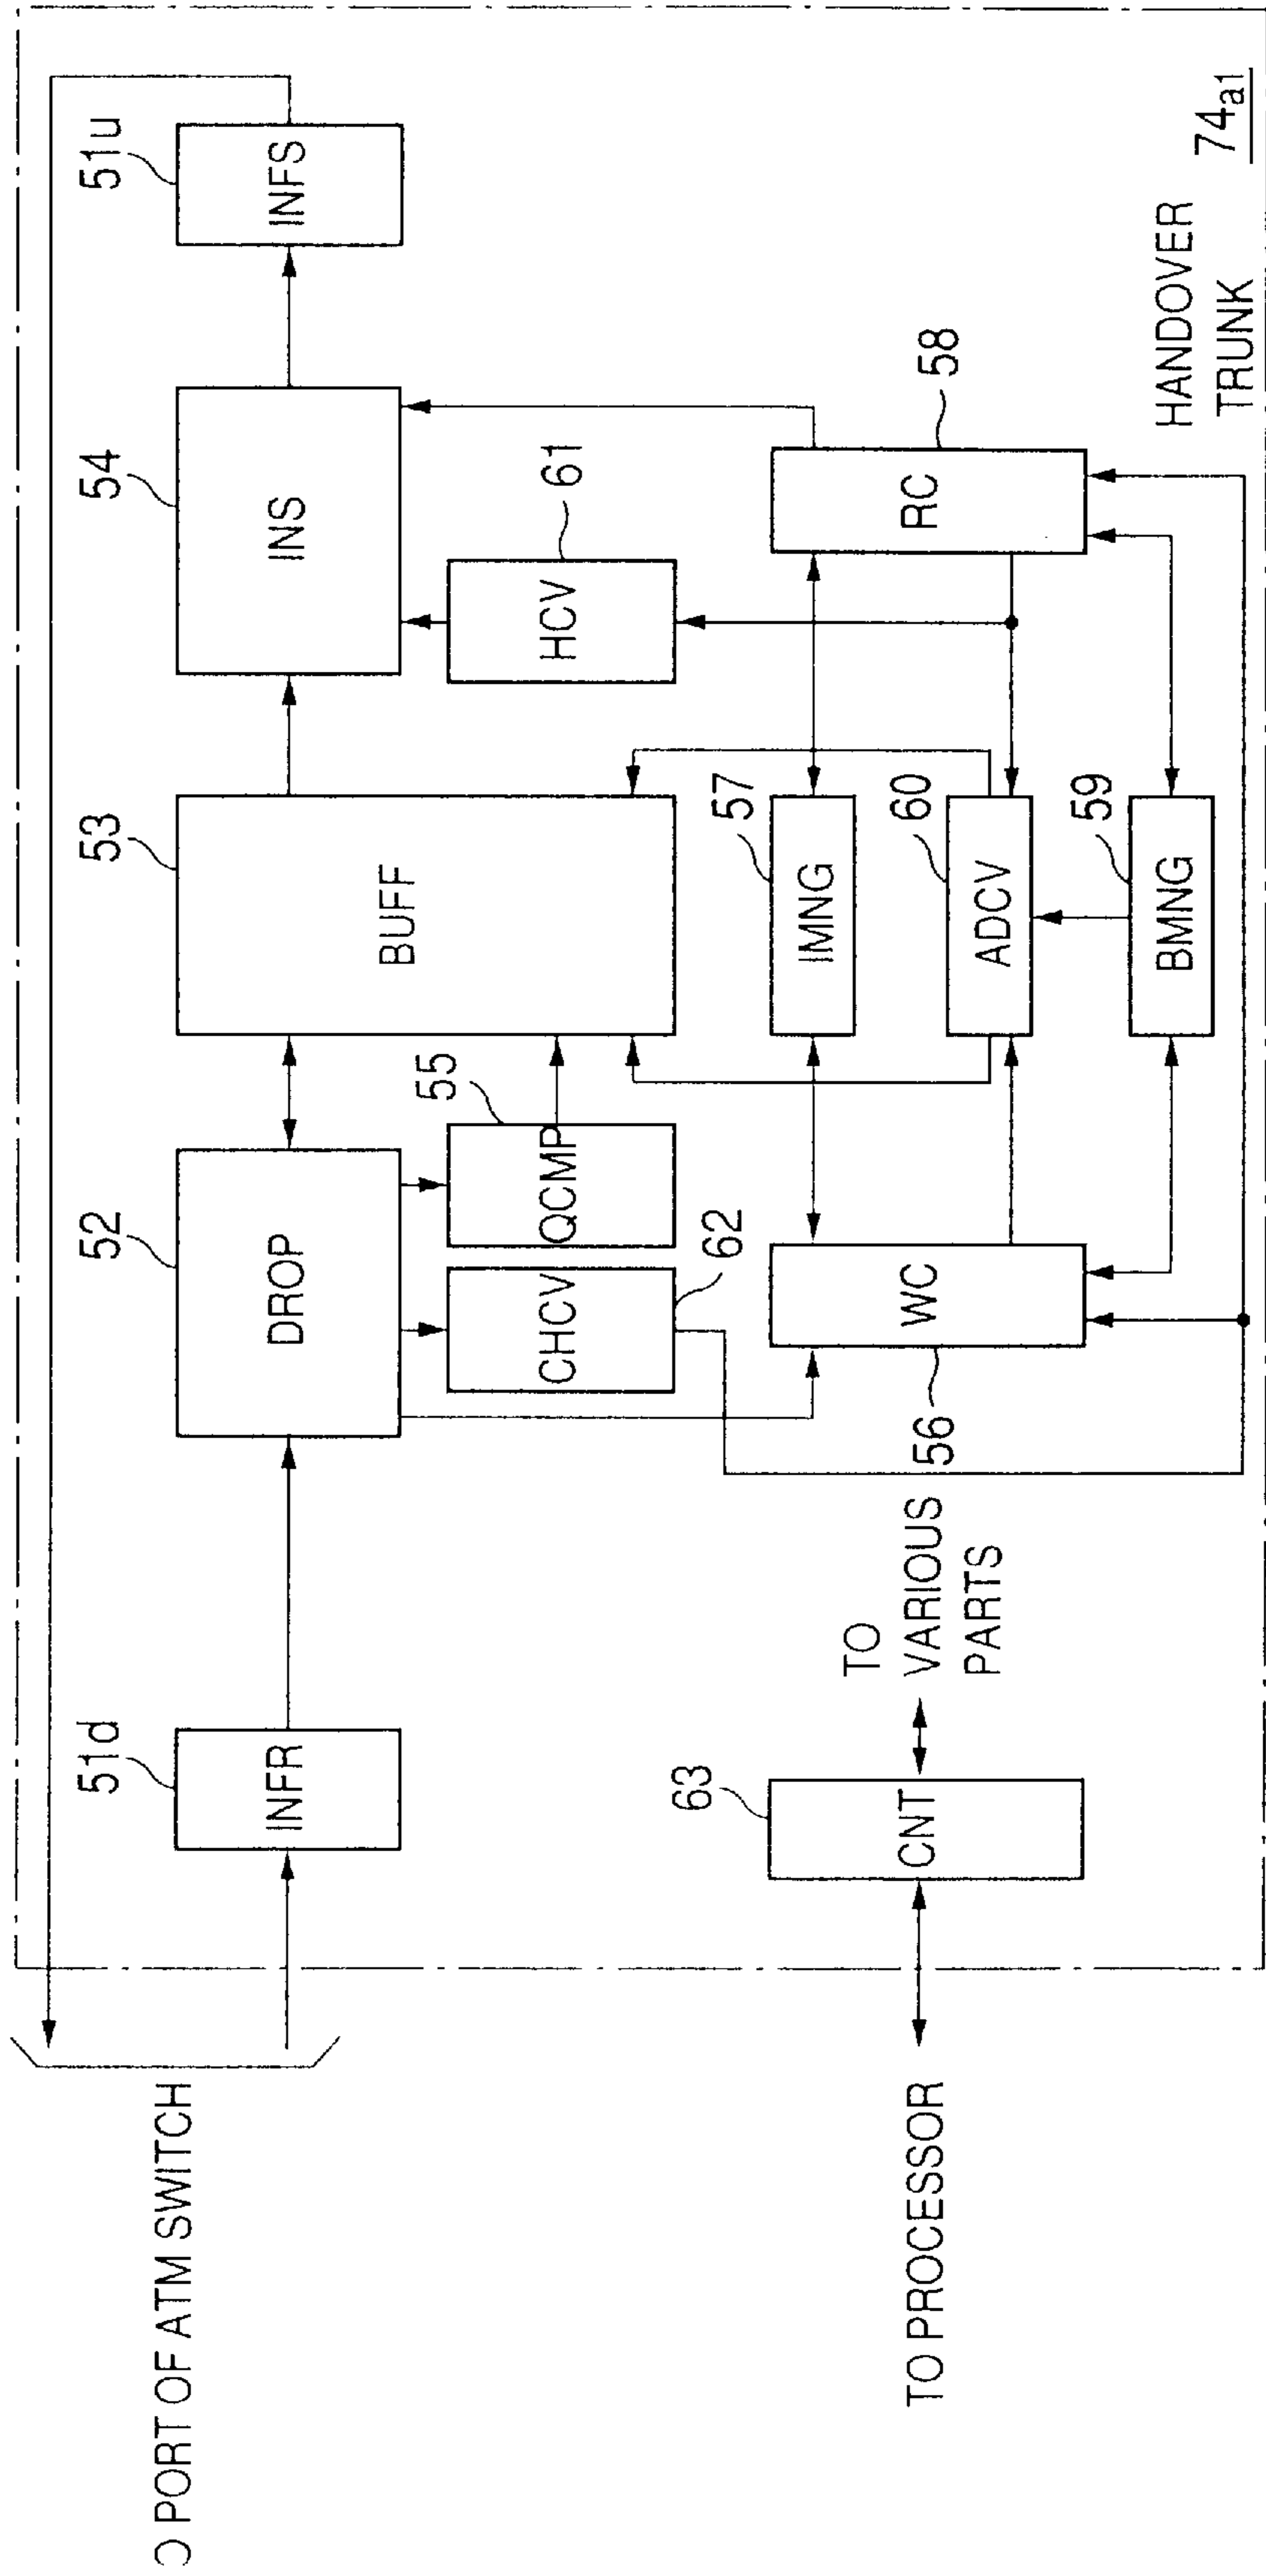 51d
INFR
52
DROP
53
BUFF
54
INS
51u
INFS
CHCV
62
QCMP
55
HCV
61
63
CNT
TO
VARIOUS
PARTS
WC
56
IMNG
57
ADCV
60
BMNG
59
RC
58
HANDOVER
TRUNK
74a1
PORT OF ATM SWITCH
TO PROCESSOR